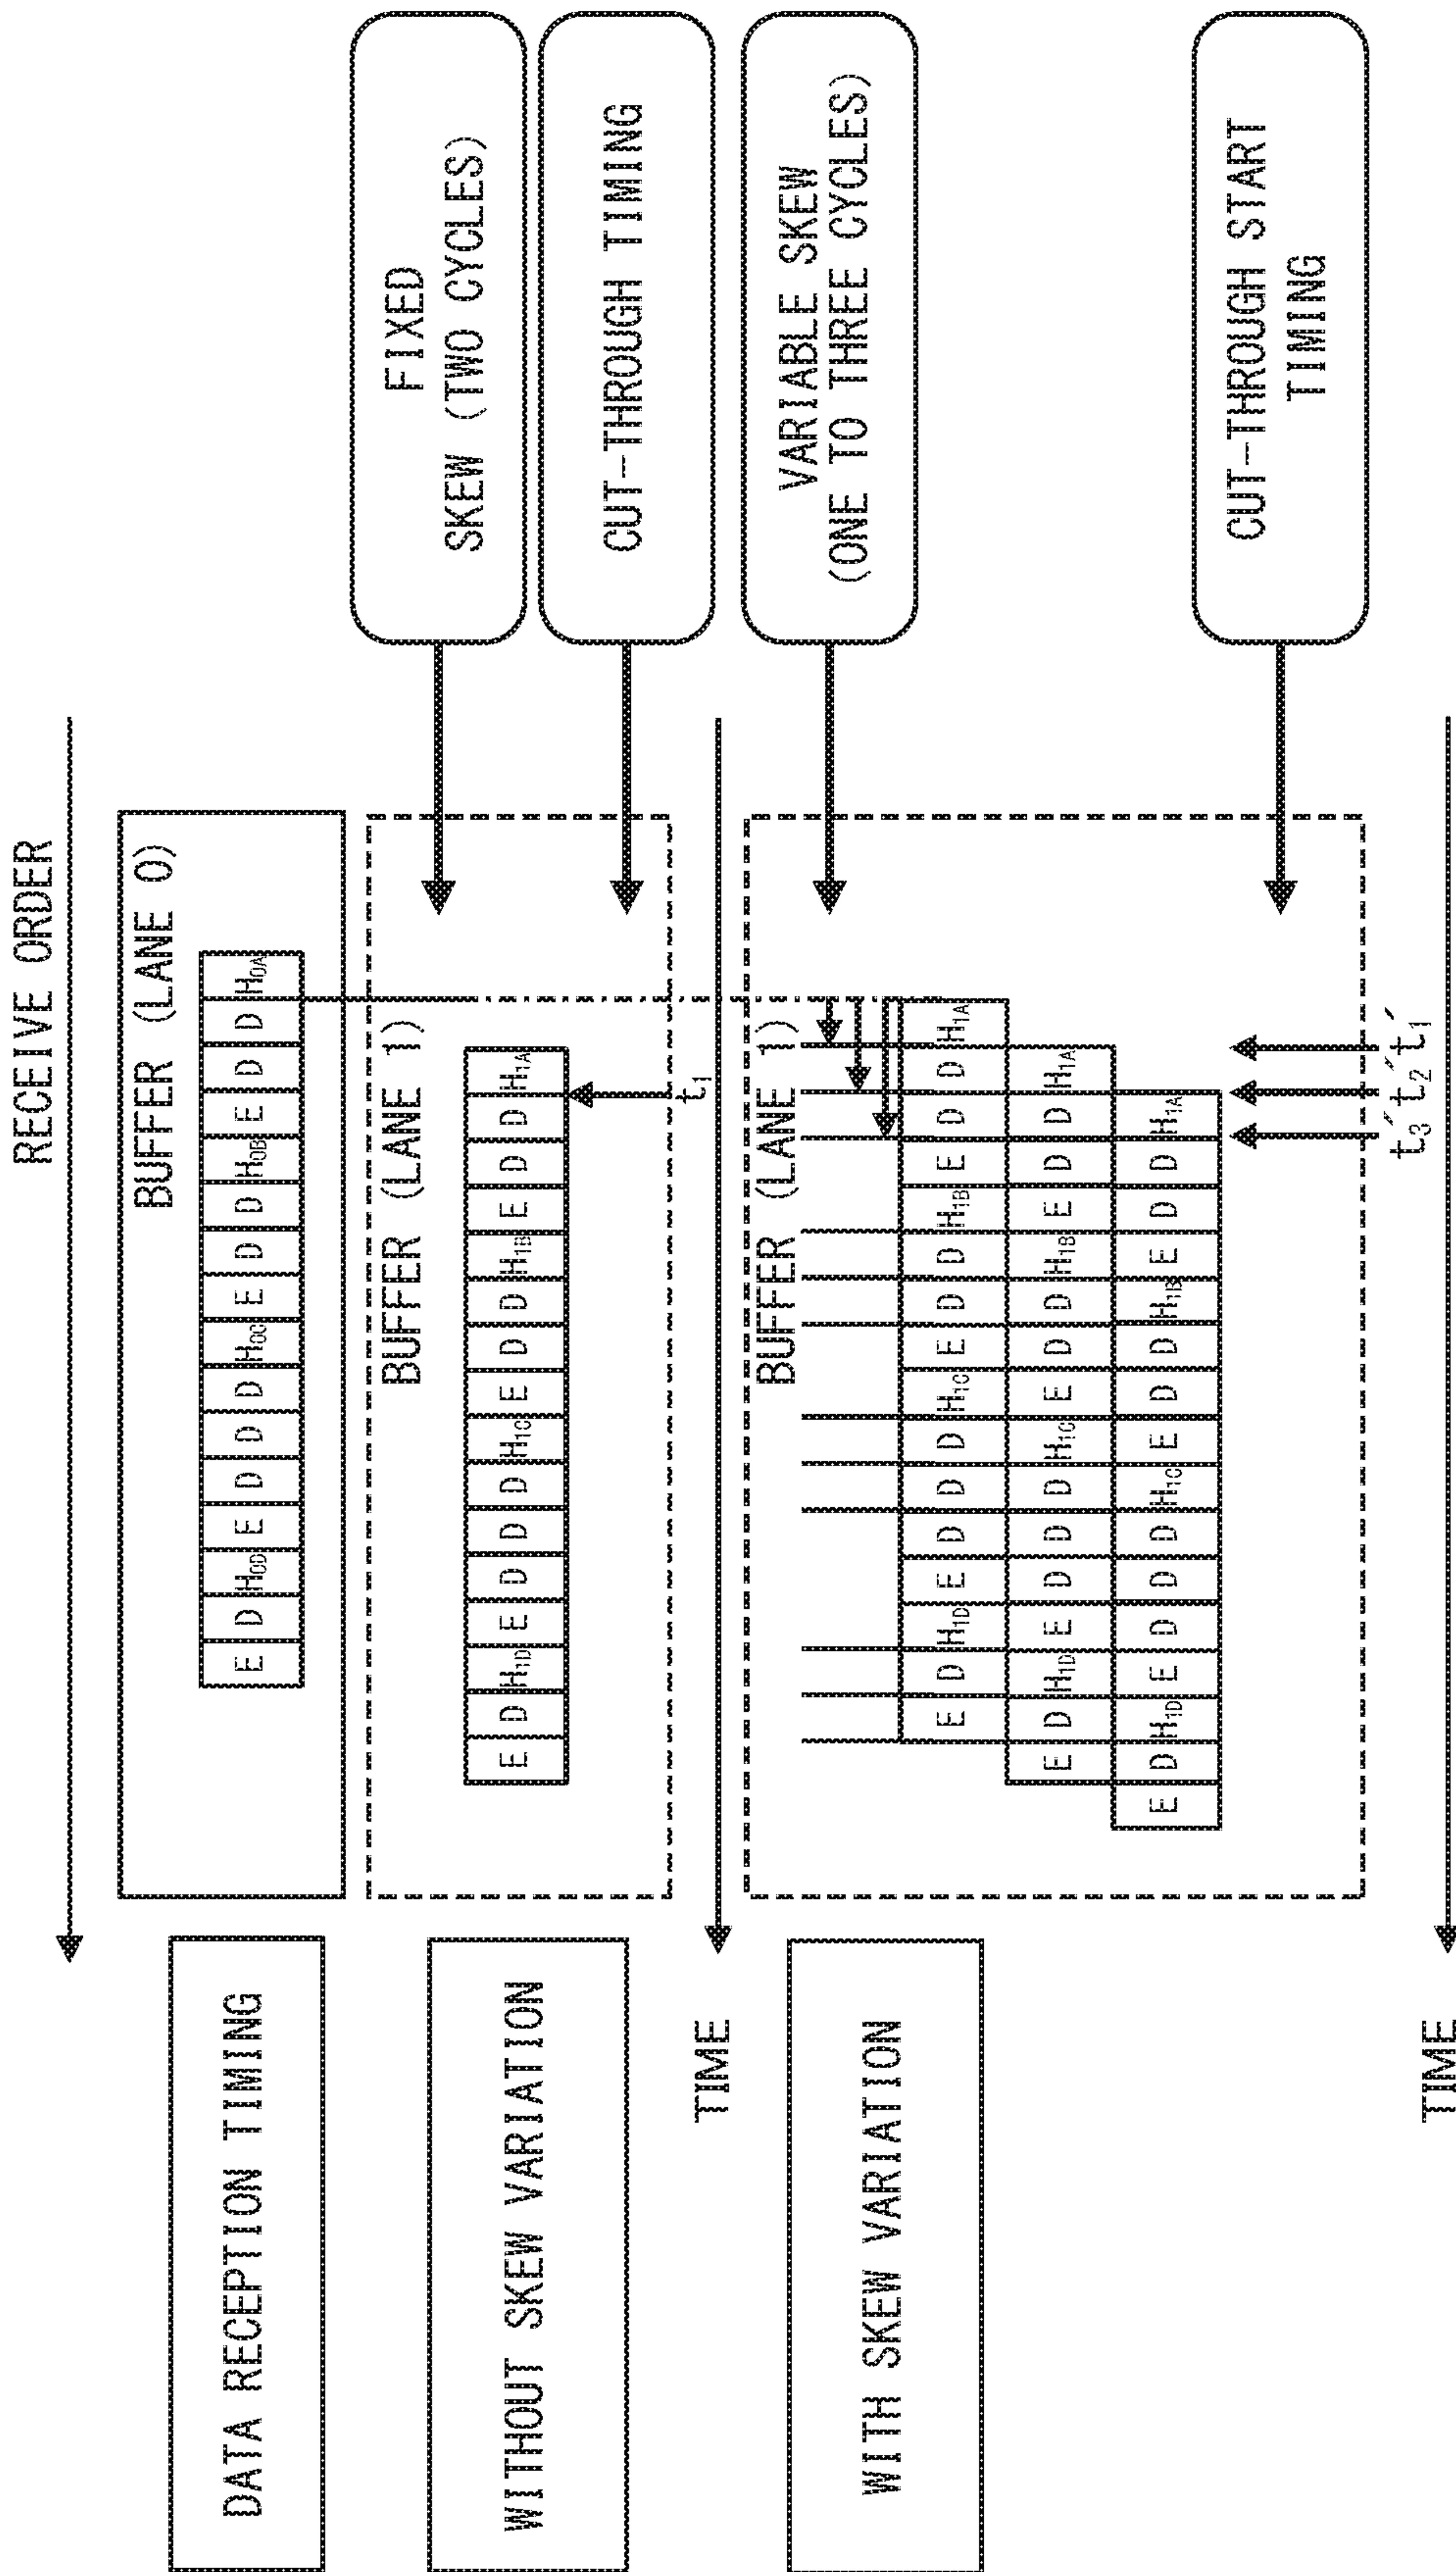 RECEIVE ORDER
DATA RECEPTION TIMING
BUFFER (LANE 0)
E D H0D E D D D H0C E D D H0B E D D H0A
WITHOUT SKEW VARIATION
BUFFER (LANE 1)
E D H1D E D D D H1C E D D H1B E D D H1A
FIXED
SKEW (TWO CYCLES)
CUT-THROUGH TIMING
t1
TIME
WITH SKEW VARIATION
BUFFER (LANE 1)
VARIABLE SKEW
(ONE TO THREE CYCLES)
E D H1D E D D D H1C E D D H1B E D D H1A
E D H1D E D D D H1C E D D H1B E D D H1A
E D H1D E D D D H1C E D D H1B E D D H1A
CUT-THROUGH START
TIMING
t3´ t2´ t1´
TIME